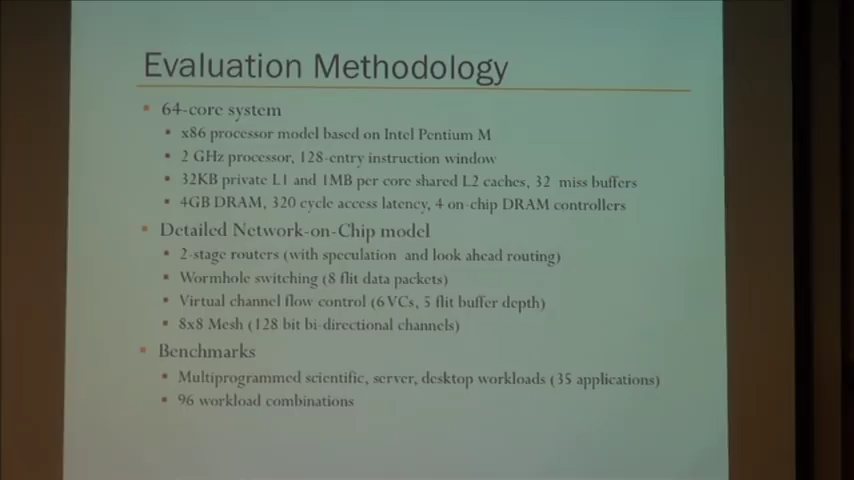 Evaluation Methodology
64-core system
x86 processor model based on Intel Pentium M
2 GHz processor, 128-entry instruction window
32KB private L1 and 1MB per core shared L2 caches, 32 miss buffers
4GB DRAM, 320 cycle access latency, 4 on-chip DRAM controllers
Detailed Network-on-Chip model
2-stage routers (with speculation and look ahead routing)
Wormhole switching (8 flit data packets)
Virtual channel flow control (6 VCs, 5 flit buffer depth)
8x8 Mesh (128 bit bi-directional channels)
Benchmarks
Multiprogrammed scientific, server, desktop workloads (35 applications)
96 workload combinations